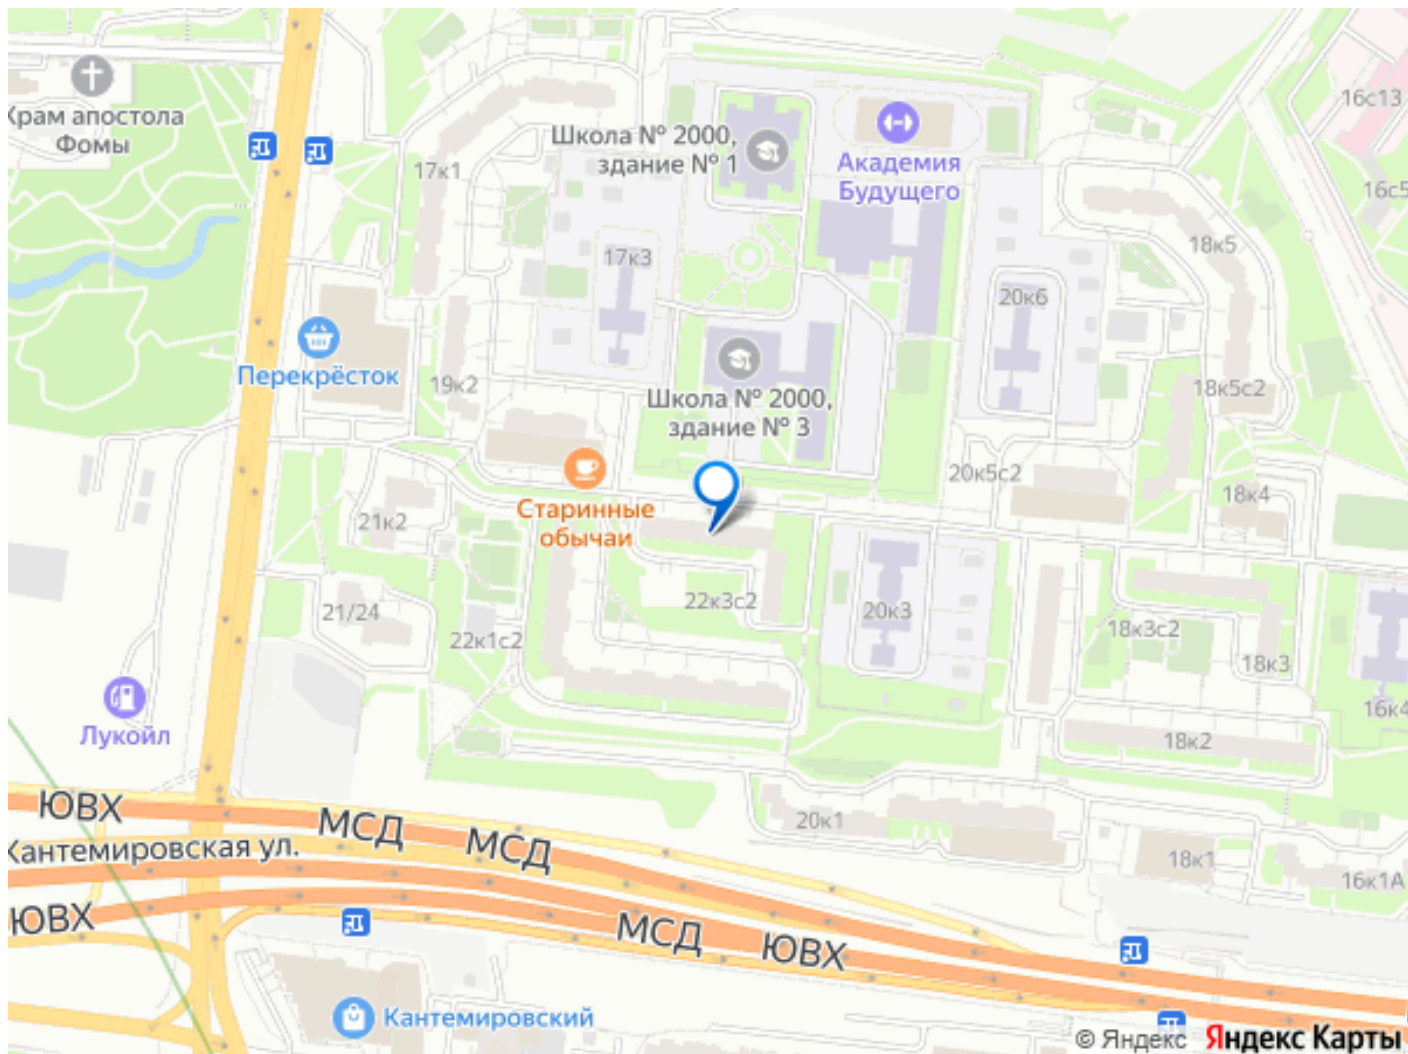 16с13
Храм апостола
Фомы
Школа № 2000,
здание № 1
Академия
Будущего
17к1
16с5
18к5
17к3
20к6
Перекрёсток
19к2
18к5с2
Школа № 2000,
здание № 3
20к5с2
18к4
Старинные
обычаи
21к2
22к3с2
20к3
21/24
18к3с2
22к1с2
18к3
16к4
Лукойл
18к2
ЮВХ
МСД
МСД
20к1
Кантемировская ул.
18к1
16к1А
ЮВХ
МСД
ЮВХ
Кантемировский
© Яндекс Яндекс Карты